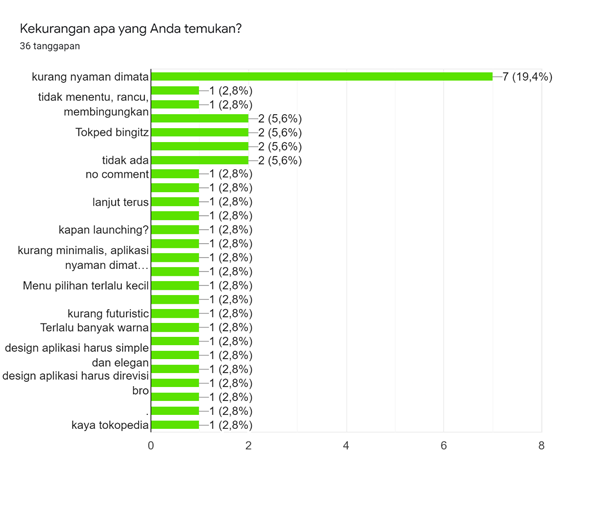 Kekurangan apa yang Anda temukan?
36 tanggapan
kurang nyaman dimata 7 (19,4%)
1 (2,8%)
tidak menentu, rancu, 1 (2,8%)
membingungkan
2 (5,6%)
Tokped bingitz 2 (5,6%)
2 (5,6%)
tidak ada 2 (5,6%)
no comment 1 (2,8%)
1 (2,8%)
lanjut terus 1 (2,8%)
1 (2,8%)
kapan launching? 1 (2,8%)
1 (2,8%)
kurang minimalis, aplikasi 1 (2,8%)
nyaman dimat…
1 (2,8%)
Menu pilihan terlalu kecil 1 (2,8%)
1 (2,8%)
kurang futuristic 1 (2,8%)
Terlalu banyak warna 1 (2,8%)
1 (2,8%)
design aplikasi harus simple 1 (2,8%)
dan elegan
1 (2,8%)
design aplikasi harus direvisi 1 (2,8%)
bro
1 (2,8%)
. 1 (2,8%)
kaya tokopedia 1 (2,8%)
0 2 4 6 8